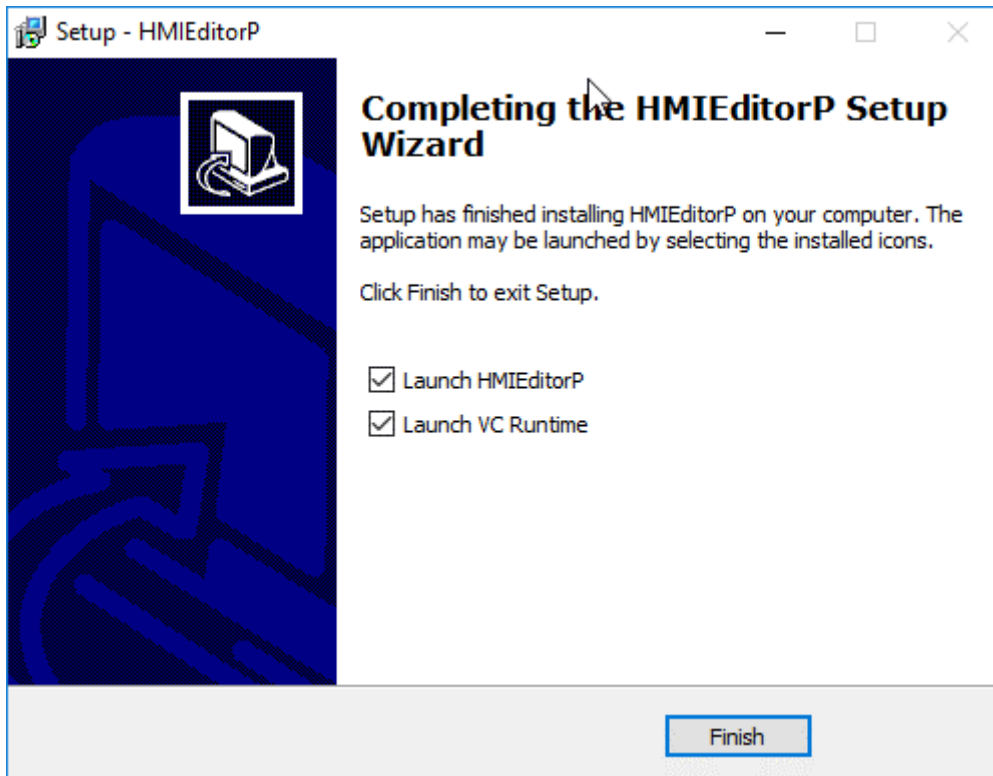 Setup - HMIEditorP
Completing the HMIEditorP Setup
Wizard
Setup has finished installing HMIEditorP on your computer. The
application may be launched by selecting the installed icons.
Click Finish to exit Setup.
Launch HMIEditorP
Launch VC Runtime
Finish